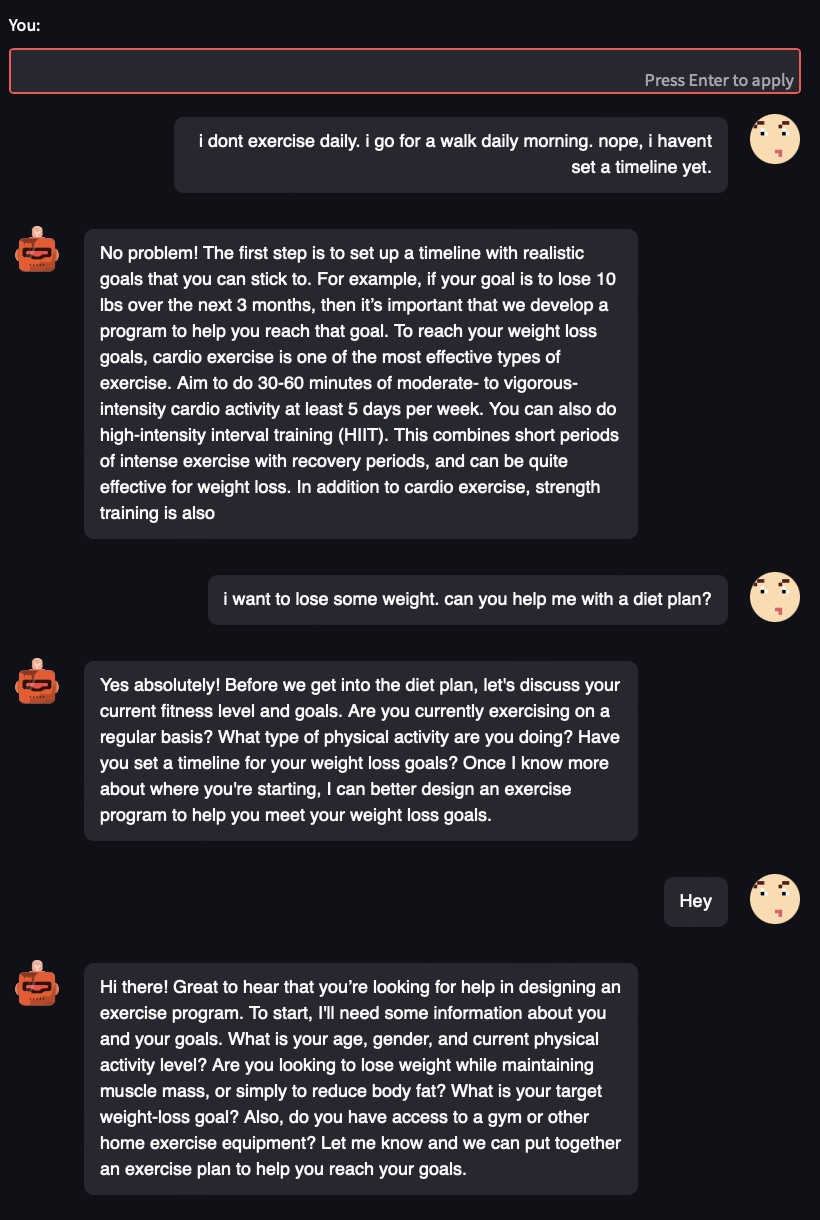 You:
Press Enter to apply
i dont exercise daily. i go for a walk daily morning. nope, i havent
set a timeline yet.
No problem! The first step is to set up a timeline with realistic
goals that you can stick to. For example, if your goal is to lose 10
lbs over the next 3 months, then it’s important that we develop a
program to help you reach that goal. To reach your weight loss
goals, cardio exercise is one of the most effective types of
exercise. Aim to do 30-60 minutes of moderate- to vigorous-
intensity cardio activity at least 5 days per week. You can also do
high-intensity interval training (HIIT). This combines short periods
of intense exercise with recovery periods, and can be quite
effective for weight loss. In addition to cardio exercise, strength
training is also
i want to lose some weight. can you help me with a diet plan?
Yes absolutely! Before we get into the diet plan, let's discuss your
current fitness level and goals. Are you currently exercising on a
regular basis? What type of physical activity are you doing? Have
you set a timeline for your weight loss goals? Once I know more
about where you're starting, I can better design an exercise
program to help you meet your weight loss goals.
Hey
Hi there! Great to hear that you’re looking for help in designing an
exercise program. To start, I'll need some information about you
and your goals. What is your age, gender, and current physical
activity level? Are you looking to lose weight while maintaining
muscle mass, or simply to reduce body fat? What is your target
weight-loss goal? Also, do you have access to a gym or other
home exercise equipment? Let me know and we can put together
an exercise plan to help you reach your goals.